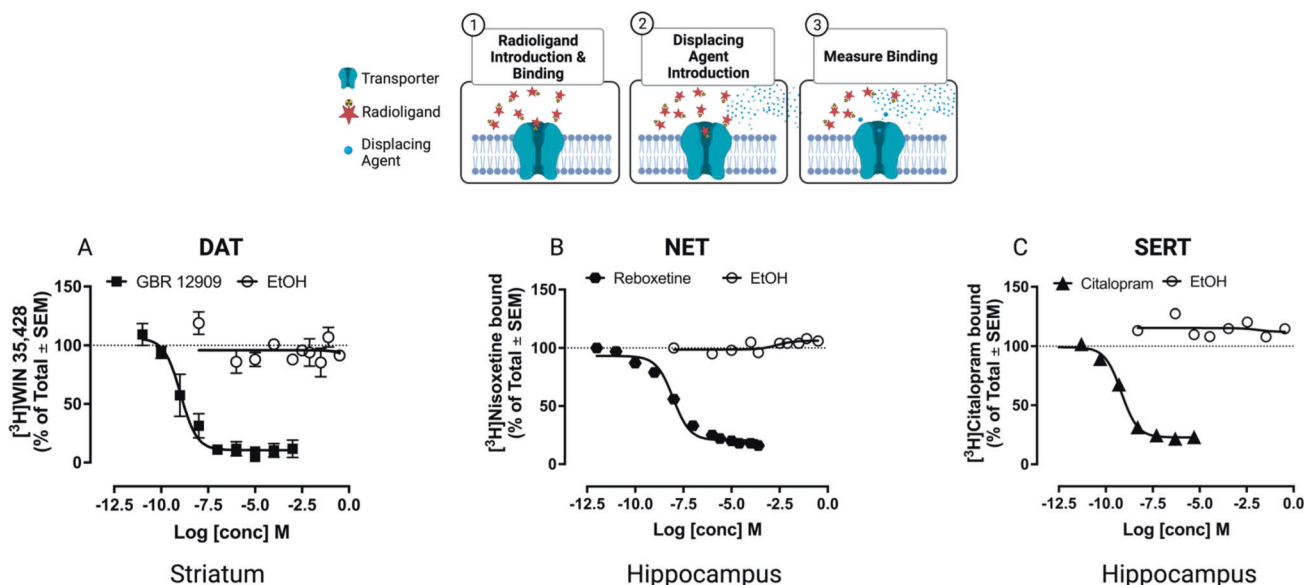 1
Radioligand
Introduction &
Binding
2
Displacing
Agent
Introduction
3
Measure Binding
Transporter
Radioligand
Displacing
Agent
A
DAT
GBR 12909
EtOH
[³H]WIN 35,428
(% of Total ± SEM)
150
100
50
0
-12.5 -10.0 -7.5 -5.0 -2.5 0.0
Log [conc] M
Striatum
B
NET
Reboxetine
EtOH
[³H]Nisoxetine bound
(% of Total ± SEM)
150
100
50
0
-12.5 -10.0 -7.5 -5.0 -2.5 0.0
Log [conc] M
Hippocampus
C
SERT
Citalopram
EtOH
[³H]Citalopram bound
(% of Total ± SEM)
150
100
50
0
-12.5 -10.0 -7.5 -5.0 -2.5 0.0
Log [conc] M
Hippocampus